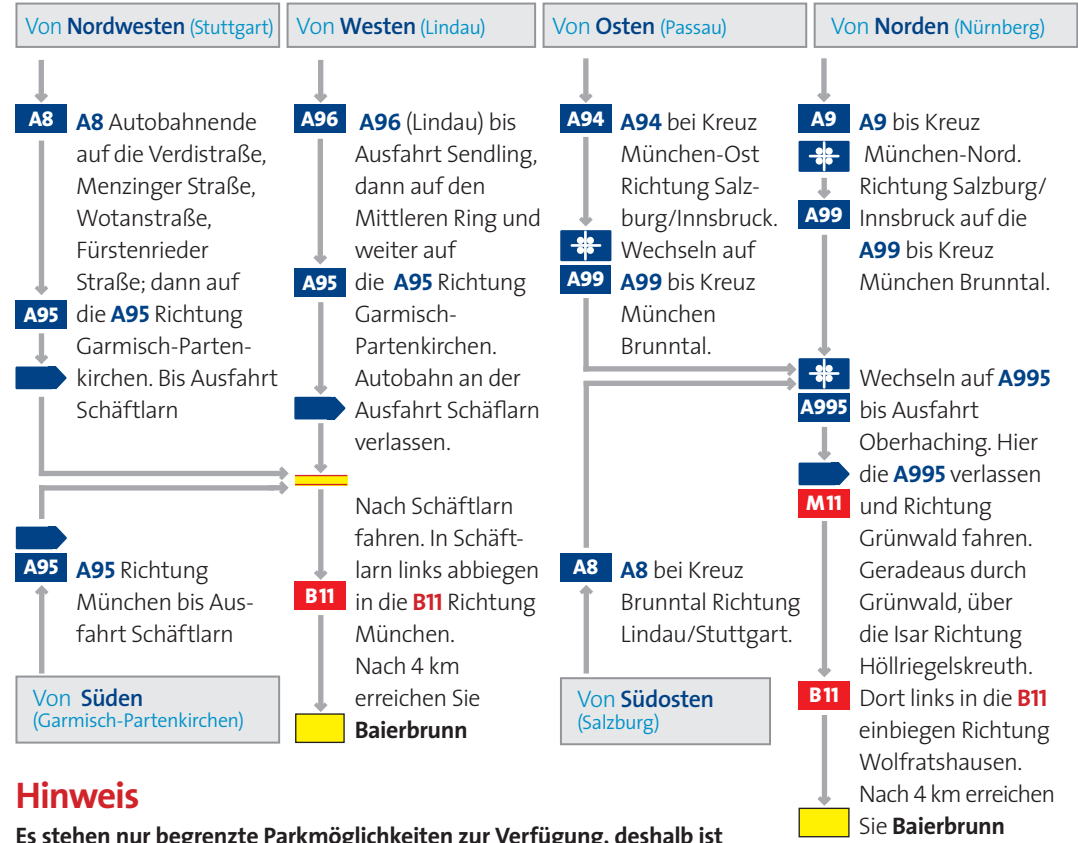 Von Nordwesten (Stuttgart)
A8
A8 Autobahnende
auf die Verdistraße,
Menzinger Straße,
Wotanstraße,
Fürstenrieder
Straße; dann auf
A95
die A95 Richtung
Garmisch-Parten-
kirchen. Bis Ausfahrt
Schäftlarn
A95
A95 Richtung
München bis Aus-
fahrt Schäftlarn
Von Süden
(Garmisch-Partenkirchen)
Von Westen (Lindau)
A96
A96 (Lindau) bis
Ausfahrt Sendling,
dann auf den
Mittleren Ring und
weiter auf
A95
die A95 Richtung
Garmisch-
Partenkirchen.
Autobahn an der
Ausfahrt Schäflarn
verlassen.
Nach Schäftlarn
fahren. In Schäft-
larn links abbiegen
B11
in die B11 Richtung
München.
Nach 4 km
erreichen Sie
Baierbrunn
Von Osten (Passau)
A94
A94 bei Kreuz
München-Ost
Richtung Salz-
burg/Innsbruck.
Wechseln auf
A99
A99 bis Kreuz
München
Brunntal.
A8
A8 bei Kreuz
Brunntal Richtung
Lindau/Stuttgart.
Von Südosten
(Salzburg)
Von Norden (Nürnberg)
A9
A9 bis Kreuz
München-Nord.
Richtung Salzburg/
A99
Innsbruck auf die
A99 bis Kreuz
München Brunntal.
Wechseln auf A995
A995
bis Ausfahrt
Oberhaching. Hier
die A995 verlassen
M11
und Richtung
Grünwald fahren.
Geradeaus durch
Grünwald, über
die Isar Richtung
Höllriegelskreuth.
B11
Dort links in die B11
einbiegen Richtung
Wolfratshausen.
Nach 4 km erreichen
Sie Baierbrunn
Hinweis
Es stehen nur begrenzte Parkmöglichkeiten zur Verfügung, deshalb ist